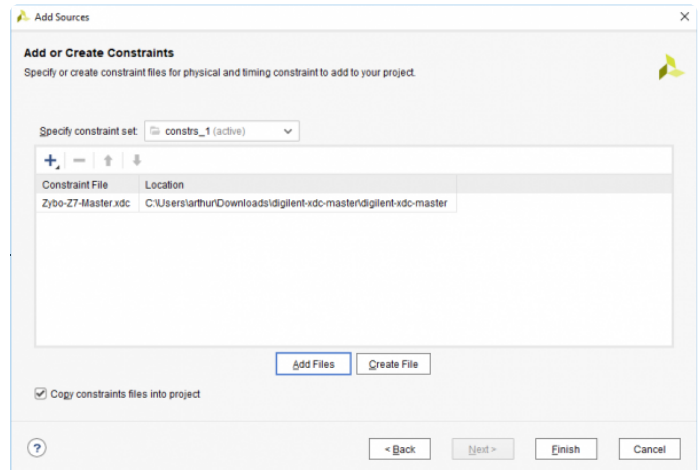 Add Sources
Add or Create Constraints
Specify or create constraint files for physical and timing constraint to add to your project.
Specify constraint set: constrs_1 (active)
Constraint File Location
Zybo-Z7-Master.xdc C:\Users\arthur\Downloads\digilent-xdc-master\digilent-xdc-master
Add Files Create File
Copy constraints files into project
? < Back Next > Finish Cancel